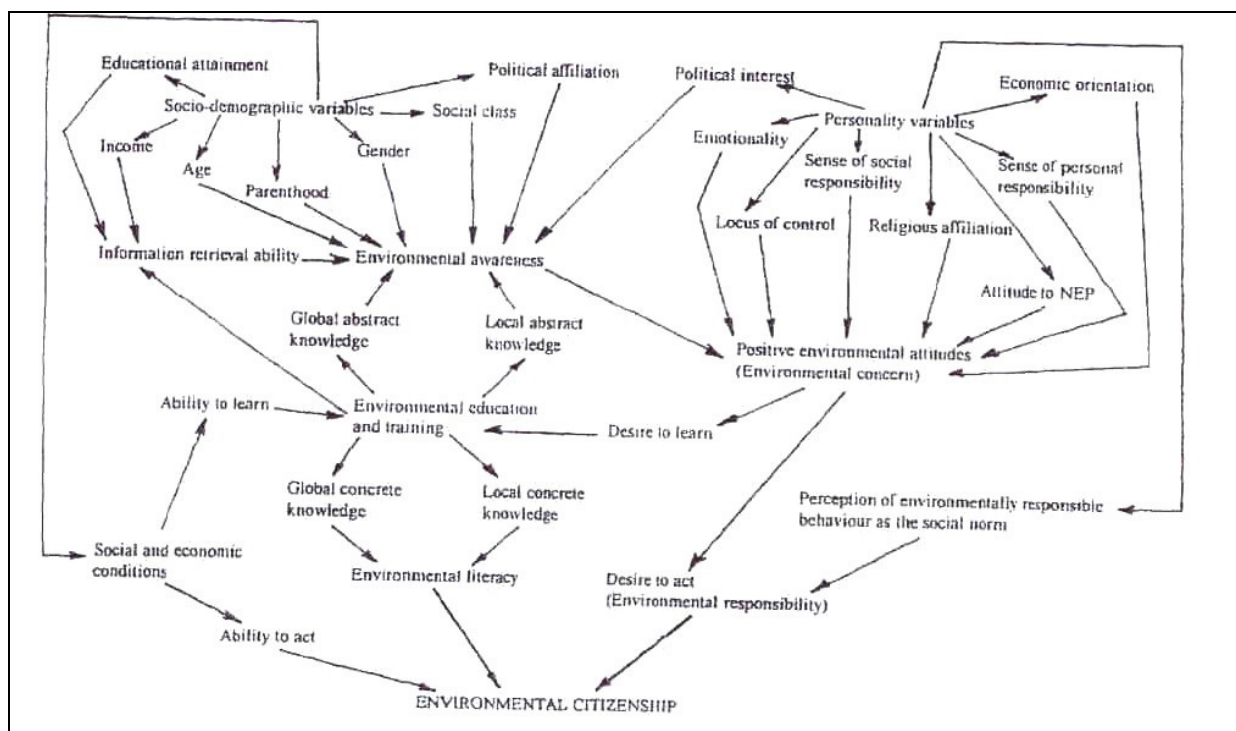 Educational attainment
Political affiliation
Political interest
Economic orientation
Socio-demographic variables
Social class
Personality variables
Income
Gender
Emotionality
Age
Sense of social
responsibility
Sense of personal
responsibility
Parenthood
Locus of control
Religious affiliation
Information retrieval ability
Environmental awareness
Attitude to NEP
Global abstract
knowledge
Local abstract
knowledge
Positive environmental attitudes
(Environmental concern)
Ability to learn
Environmental education
and training
Desire to learn
Global concrete
knowledge
Local concrete
knowledge
Perception of environmentally responsible
behaviour as the social norm
Social and economic
conditions
Environmental literacy
Desire to act
(Environmental responsibility)
Ability to act
ENVIRONMENTAL CITIZENSHIP